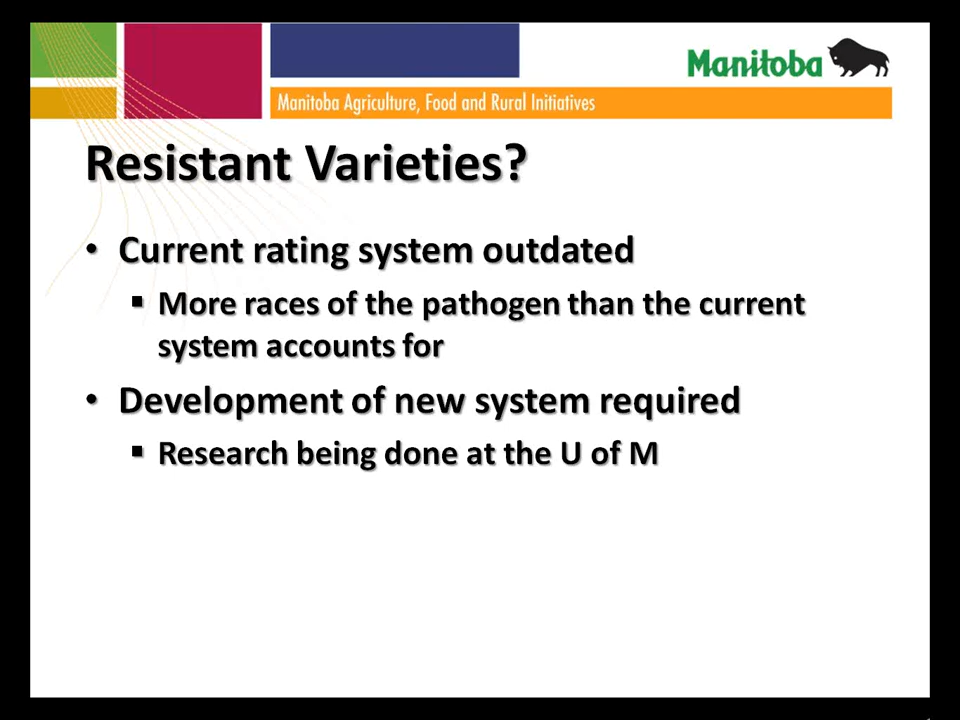 Manitoba
Manitoba Agriculture, Food and Rural Initiatives
Resistant Varieties?
• Current rating system outdated
▪ More races of the pathogen than the current
system accounts for
• Development of new system required
▪ Research being done at the U of M